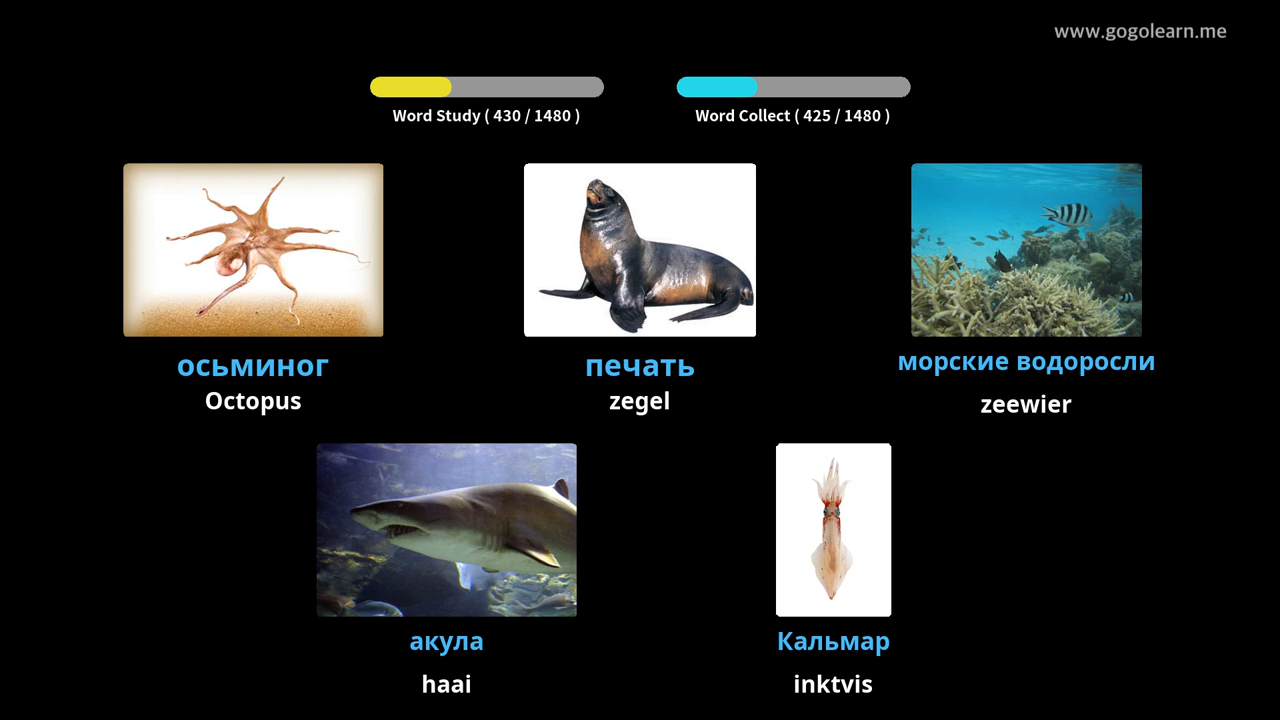 www.gogolearn.me
Word Study ( 430 / 1480 )
Word Collect ( 425 / 1480 )
осьминог
Octopus
печать
zegel
морские водоросли
zeewier
акула
haai
Кальмар
inktvis